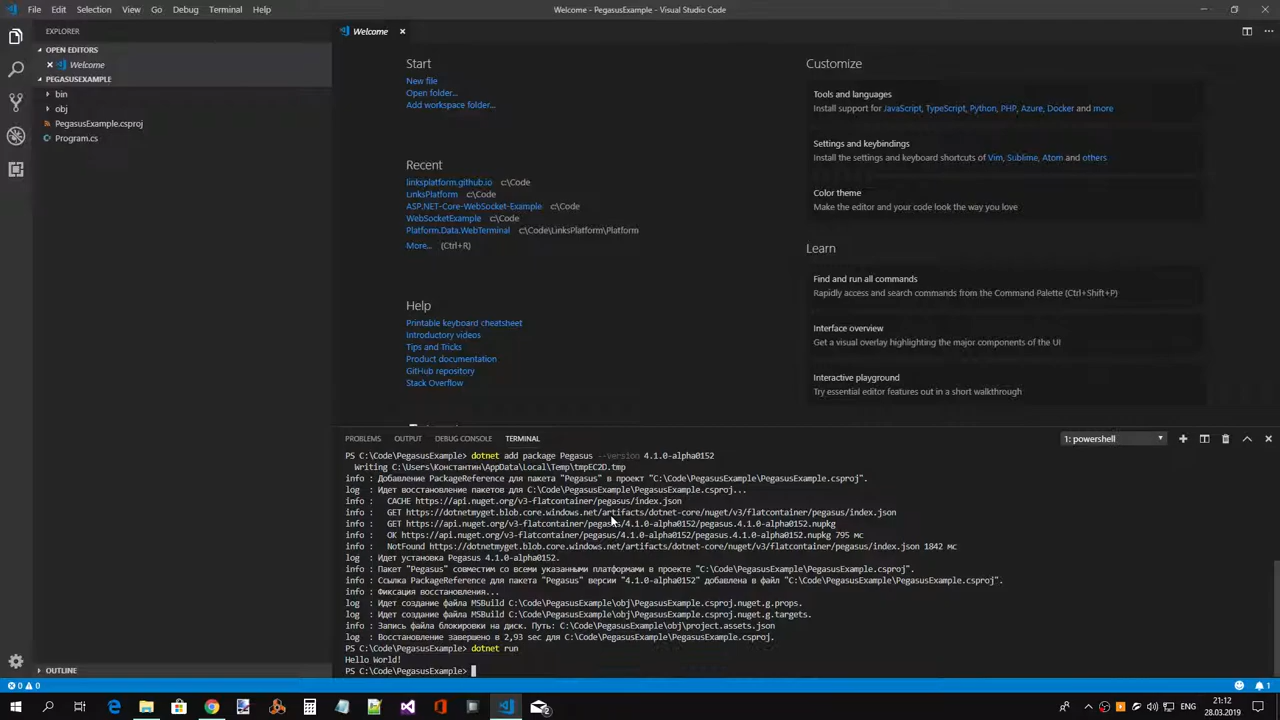 File Edit Selection View Go Debug Terminal Help
Welcome - PegasusExample - Visual Studio Code
EXPLORER
OPEN EDITORS
Welcome
PEGASUSEXAMPLE
bin
obj
PegasusExample.csproj
Program.cs
OUTLINE
Welcome
Start
New file
Open folder...
Add workspace folder...
Recent
linksplatform.github.io c:\Code
LinksPlatform c:\Code
ASP.NET-Core-WebSocket-Example c:\Code
WebSocketExample c:\Code
Platform.Data.WebTerminal c:\Code\LinksPlatform\Platform
More... (Ctrl+R)
Help
Printable keyboard cheatsheet
Introductory videos
Tips and Tricks
Product documentation
GitHub repository
Stack Overflow
Customize
Tools and languages
Install support for JavaScript, TypeScript, Python, PHP, Azure, Docker and more
Settings and keybindings
Install the settings and keyboard shortcuts of Vim, Sublime, Atom and others
Color theme
Make the editor and your code look the way you love
Learn
Find and run all commands
Rapidly access and search commands from the Command Palette (Ctrl+Shift+P)
Interface overview
Get a visual overlay highlighting the major components of the UI
Interactive playground
Try essential editor features out in a short walkthrough
PROBLEMS OUTPUT DEBUG CONSOLE TERMINAL
1: powershell
PS C:\Code\PegasusExample> dotnet add package Pegasus --version 4.1.0-alpha0152
Writing C:\Users\Константин\AppData\Local\Temp\tmpEC2D.tmp
info : Добавление PackageReference для пакета "Pegasus" в проект "C:\Code\PegasusExample\PegasusExample.csproj".
log : Идет восстановление пакетов для C:\Code\PegasusExample\PegasusExample.csproj...
info : CACHE https://api.nuget.org/v3-flatcontainer/pegasus/index.json
info : GET https://dotnetmyget.blob.core.windows.net/artifacts/dotnet-core/nuget/v3/flatcontainer/pegasus/index.json
info : GET https://api.nuget.org/v3-flatcontainer/pegasus/4.1.0-alpha0152/pegasus.4.1.0-alpha0152.nupkg
info : OK https://api.nuget.org/v3-flatcontainer/pegasus/4.1.0-alpha0152/pegasus.4.1.0-alpha0152.nupkg 795 мс
info : NotFound https://dotnetmyget.blob.core.windows.net/artifacts/dotnet-core/nuget/v3/flatcontainer/pegasus/index.json 1842 мс
log : Идет установка Pegasus 4.1.0-alpha0152.
info : Пакет "Pegasus" совместим со всеми указанными платформами в проекте "C:\Code\PegasusExample\PegasusExample.csproj".
info : Ссылка PackageReference для пакета "Pegasus" версии "4.1.0-alpha0152" добавлена в файл "C:\Code\PegasusExample\PegasusExample.csproj".
info : Фиксация восстановления...
log : Идет создание файла MSBuild C:\Code\PegasusExample\obj\PegasusExample.csproj.nuget.g.props.
info : Идет создание файла MSBuild C:\Code\PegasusExample\obj\PegasusExample.csproj.nuget.g.targets.
info : Запись файла блокировки на диск. Путь: C:\Code\PegasusExample\obj\project.assets.json
log : Восстановление завершено в 2,93 sec для C:\Code\PegasusExample\PegasusExample.csproj.
PS C:\Code\PegasusExample> dotnet run
Hello World!
PS C:\Code\PegasusExample>
0 0
1
ENG
21:12
28.03.2019